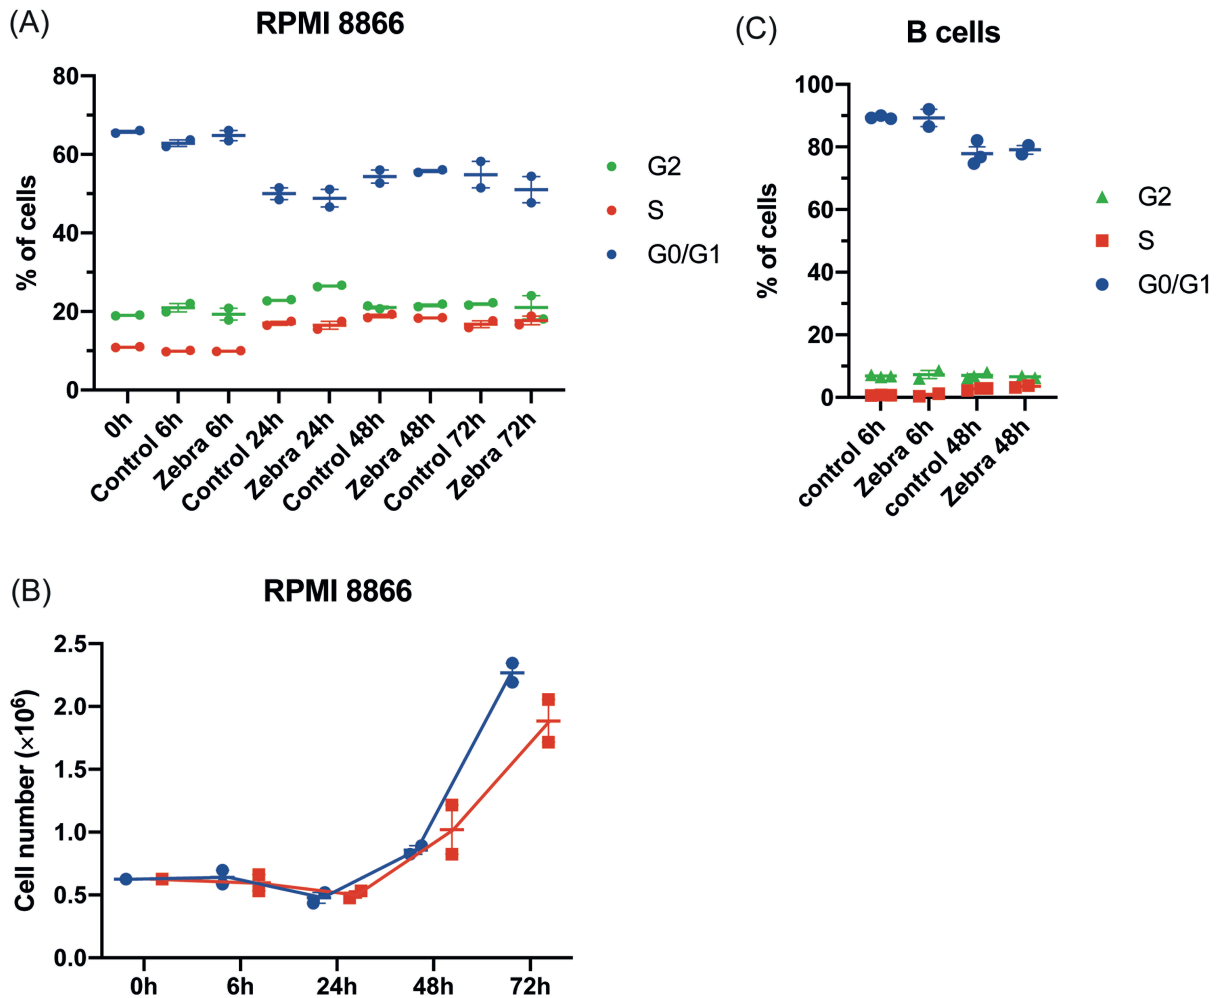 (A)
RPMI 8866
% of cells
80
60
40
20
0
0h
Control 6h
Zebra 6h
Control 24h
Zebra 24h
Control 48h
Zebra 48h
Control 72h
Zebra 72h
G2
S
G0/G1
(C)
B cells
% of cells
100
80
60
40
20
0
control 6h
Zebra 6h
control 48h
Zebra 48h
G2
S
G0/G1
(B)
RPMI 8866
Cell number (×10⁶)
2.5
2.0
1.5
1.0
0.5
0.0
0h
6h
24h
48h
72h